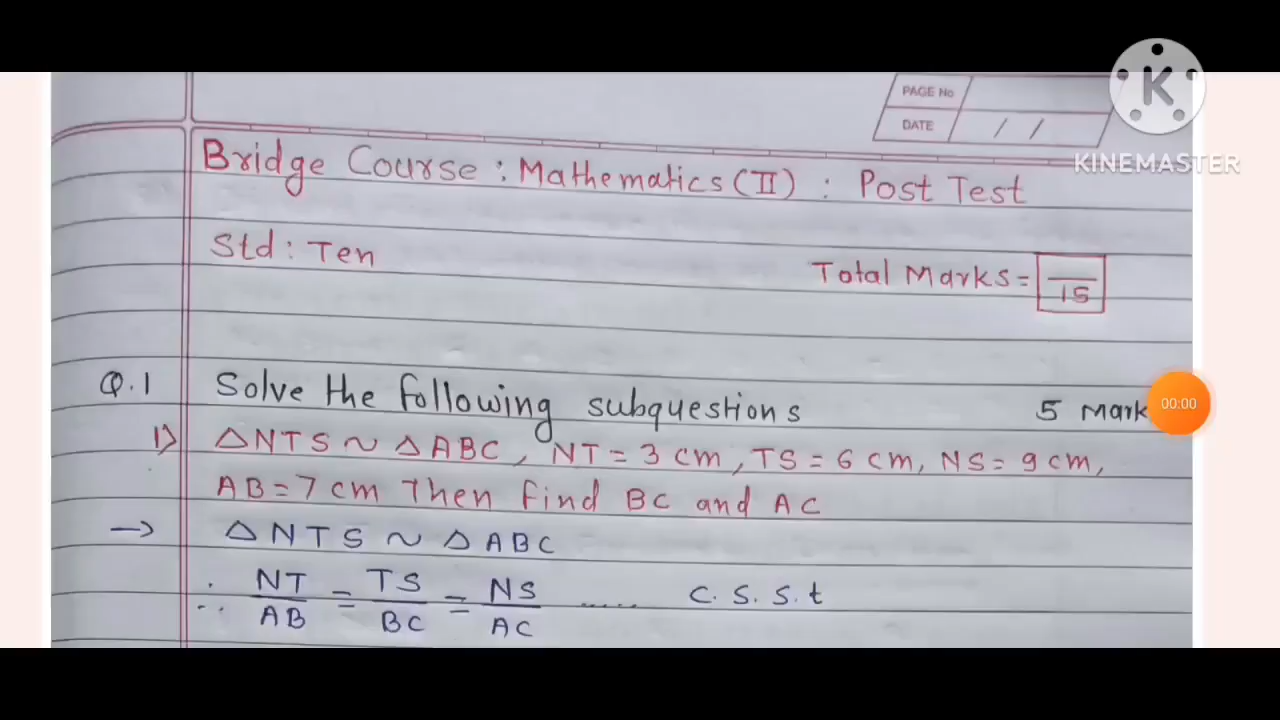 PAGE No
DATE / /
KINEMASTER
Bridge Course : Mathematics (II) : Post Test
Std : Ten
Total Marks = /15
Q.1 Solve the following subquestions 5 Mark
00:00
1) △NTS ~ △ABC, NT = 3 cm, TS = 6 cm, NS = 9 cm,
AB = 7 cm Then find BC and AC
→ △NTS ~ △ABC
∴ NT/AB = TS/BC = NS/AC ..... C.S.S.t